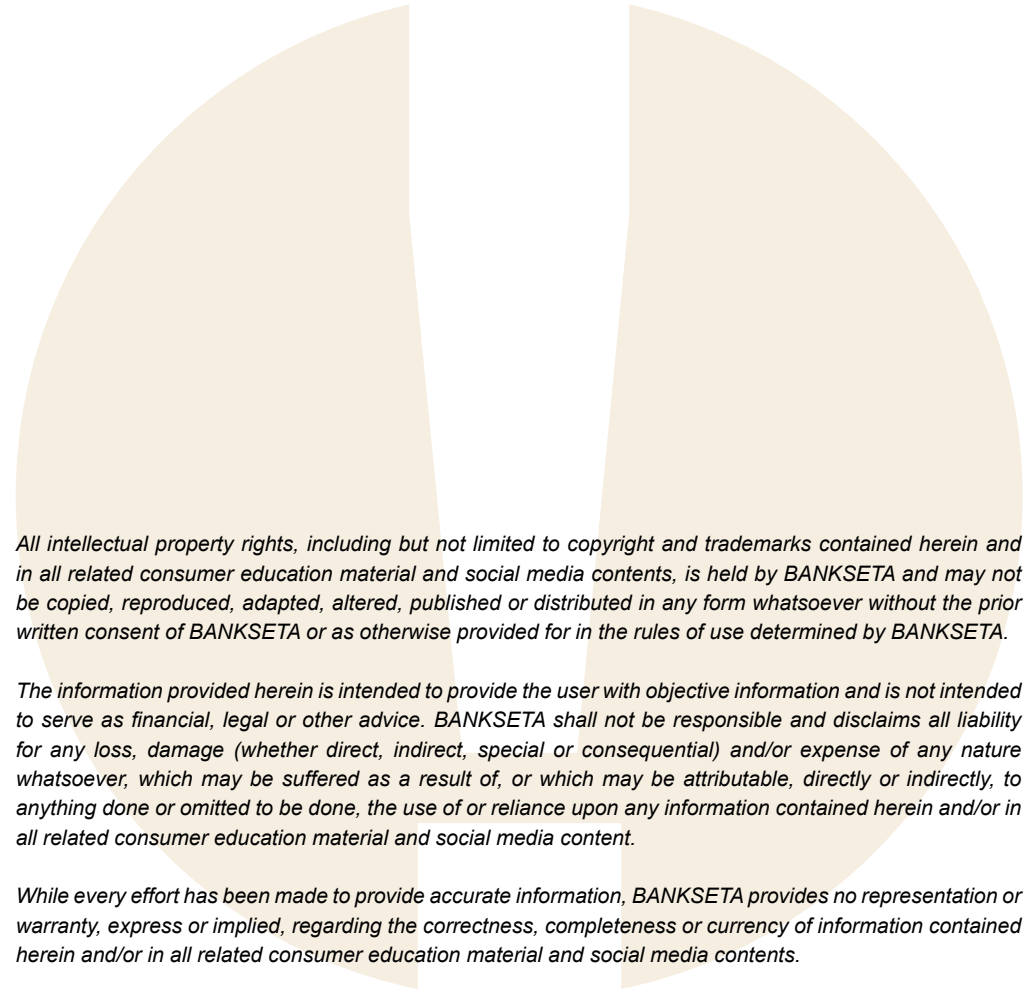 All intellectual property rights, including but not limited to copyright and trademarks contained herein and
in all related consumer education material and social media contents, is held by BANKSETA and may not
be copied, reproduced, adapted, altered, published or distributed in any form whatsoever without the prior
written consent of BANKSETA or as otherwise provided for in the rules of use determined by BANKSETA.
The information provided herein is intended to provide the user with objective information and is not intended
to serve as financial, legal or other advice. BANKSETA shall not be responsible and disclaims all liability
for any loss, damage (whether direct, indirect, special or consequential) and/or expense of any nature
whatsoever, which may be suffered as a result of, or which may be attributable, directly or indirectly, to
anything done or omitted to be done, the use of or reliance upon any information contained herein and/or in
all related consumer education material and social media content.
While every effort has been made to provide accurate information, BANKSETA provides no representation or
warranty, express or implied, regarding the correctness, completeness or currency of information contained
herein and/or in all related consumer education material and social media contents.